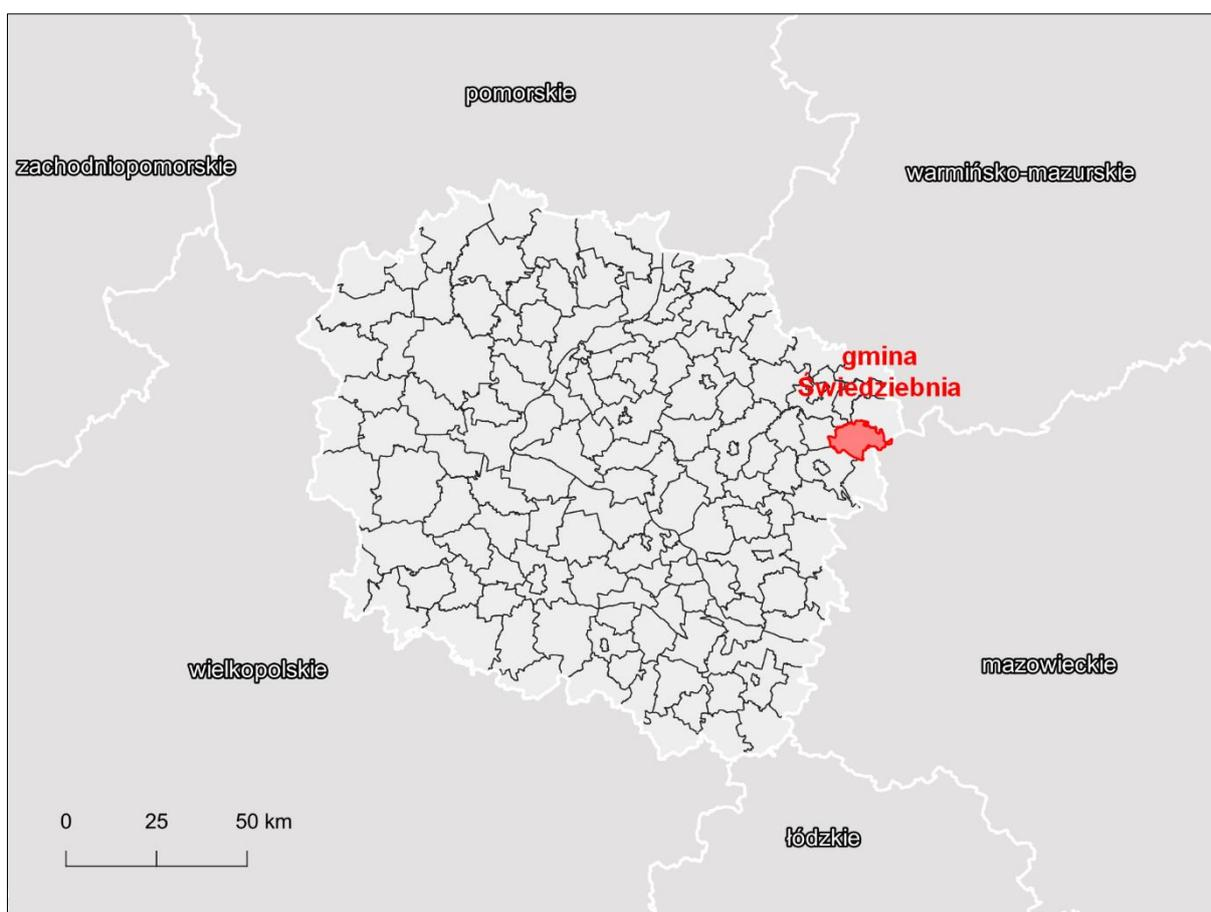 pomorskie
zachodniopomorskie
warmińsko-mazurskie
gmina
Świedziebnia
wielkopolskie
mazowieckie
łódzkie
0 25 50 km